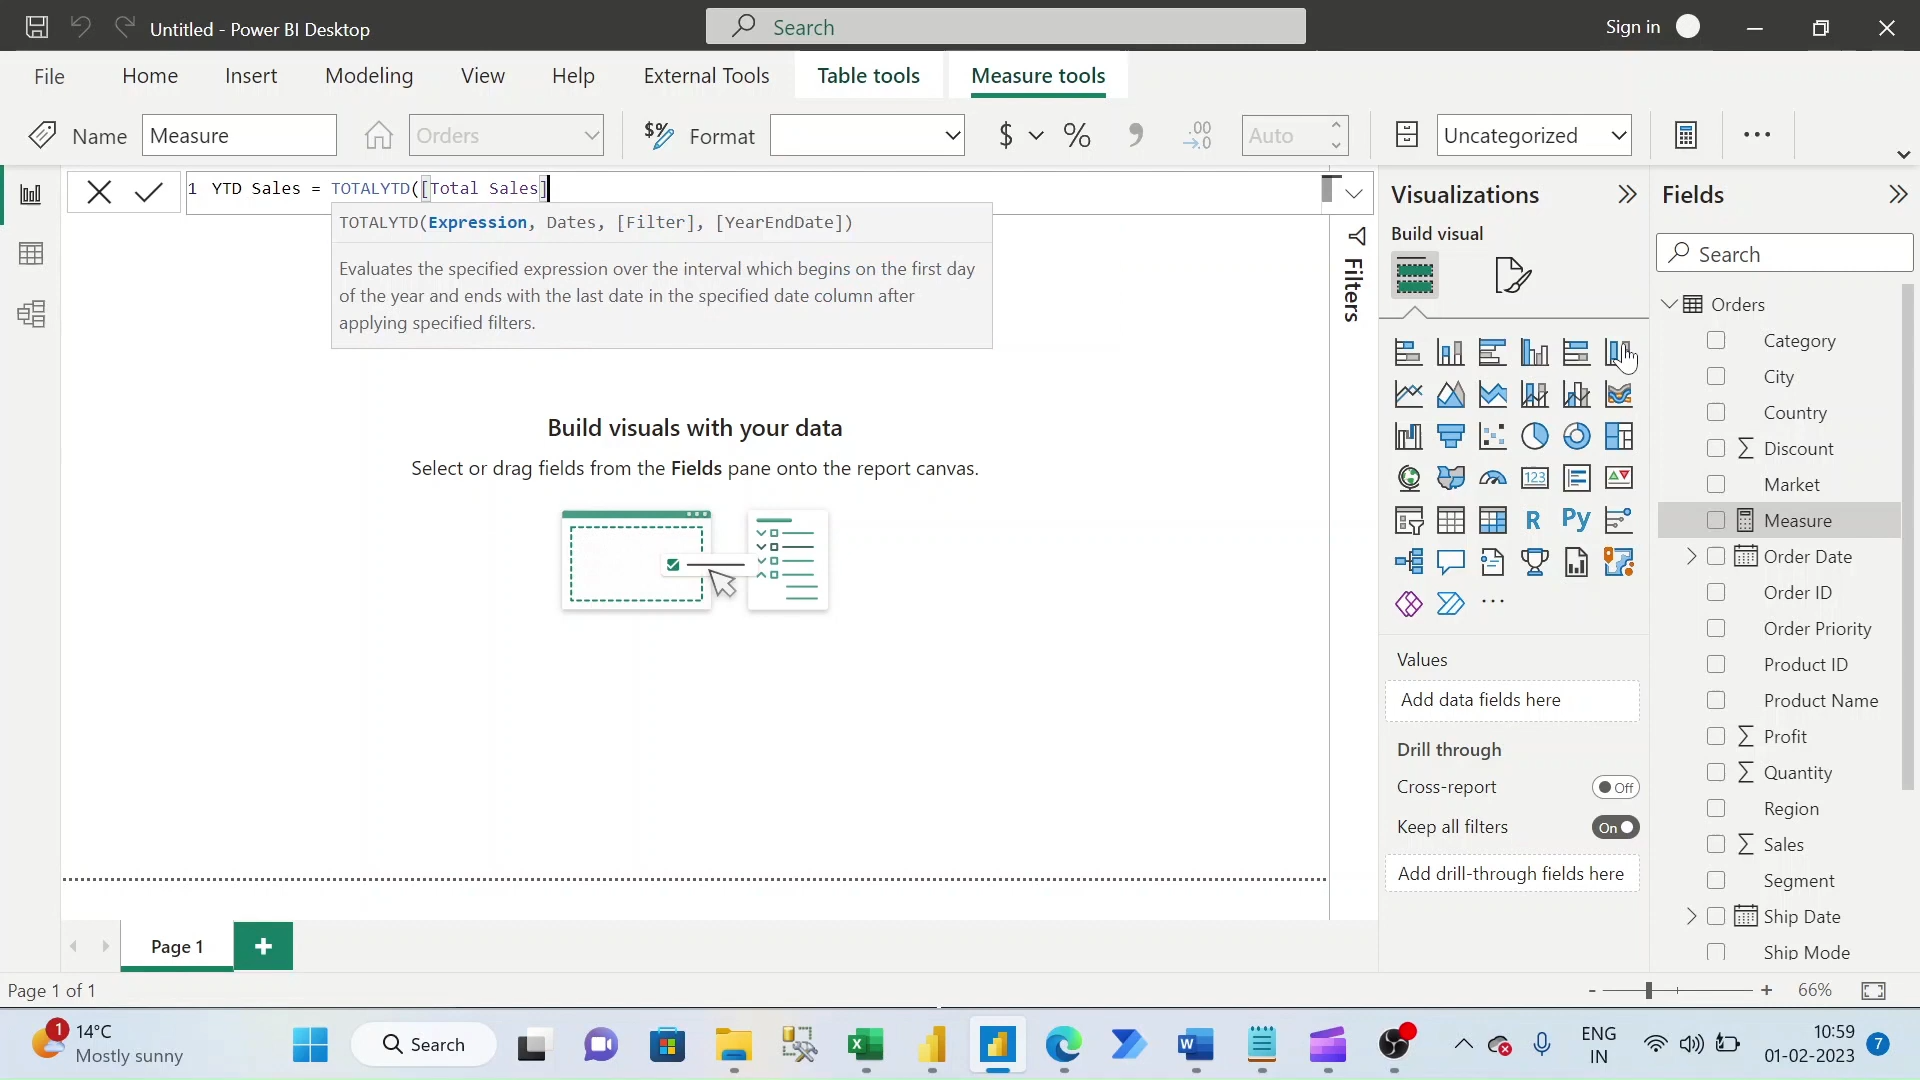 Untitled - Power BI Desktop
Search
Sign in
File
Home
Insert
Modeling
View
Help
External Tools
Table tools
Measure tools
Name
Measure
Orders
Format
$
%
Auto
Uncategorized
1 YTD Sales = TOTALYTD([Total Sales]
TOTALYTD(Expression, Dates, [Filter], [YearEndDate])
Evaluates the specified expression over the interval which begins on the first day
of the year and ends with the last date in the specified date column after
applying specified filters.
Build visuals with your data
Select or drag fields from the Fields pane onto the report canvas.
Filters
Visualizations
Build visual
123
R
Py
Values
Add data fields here
Drill through
Cross-report
Off
Keep all filters
On
Add drill-through fields here
Fields
Search
Orders
Category
City
Country
Discount
Market
Measure
Order Date
Order ID
Order Priority
Product ID
Product Name
Profit
Quantity
Region
Sales
Segment
Ship Date
Ship Mode
Page 1
Page 1 of 1
66%
1
14°C
Mostly sunny
Search
ENG
IN
10:59
01-02-2023
7